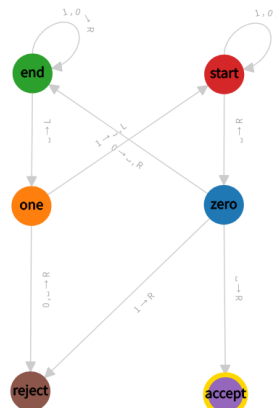 1,0→R
1,0
end
start
␣→L
␣→R
1→␣,L
0→␣,R
one
zero
0,␣→R
1→R
␣→R
reject
accept